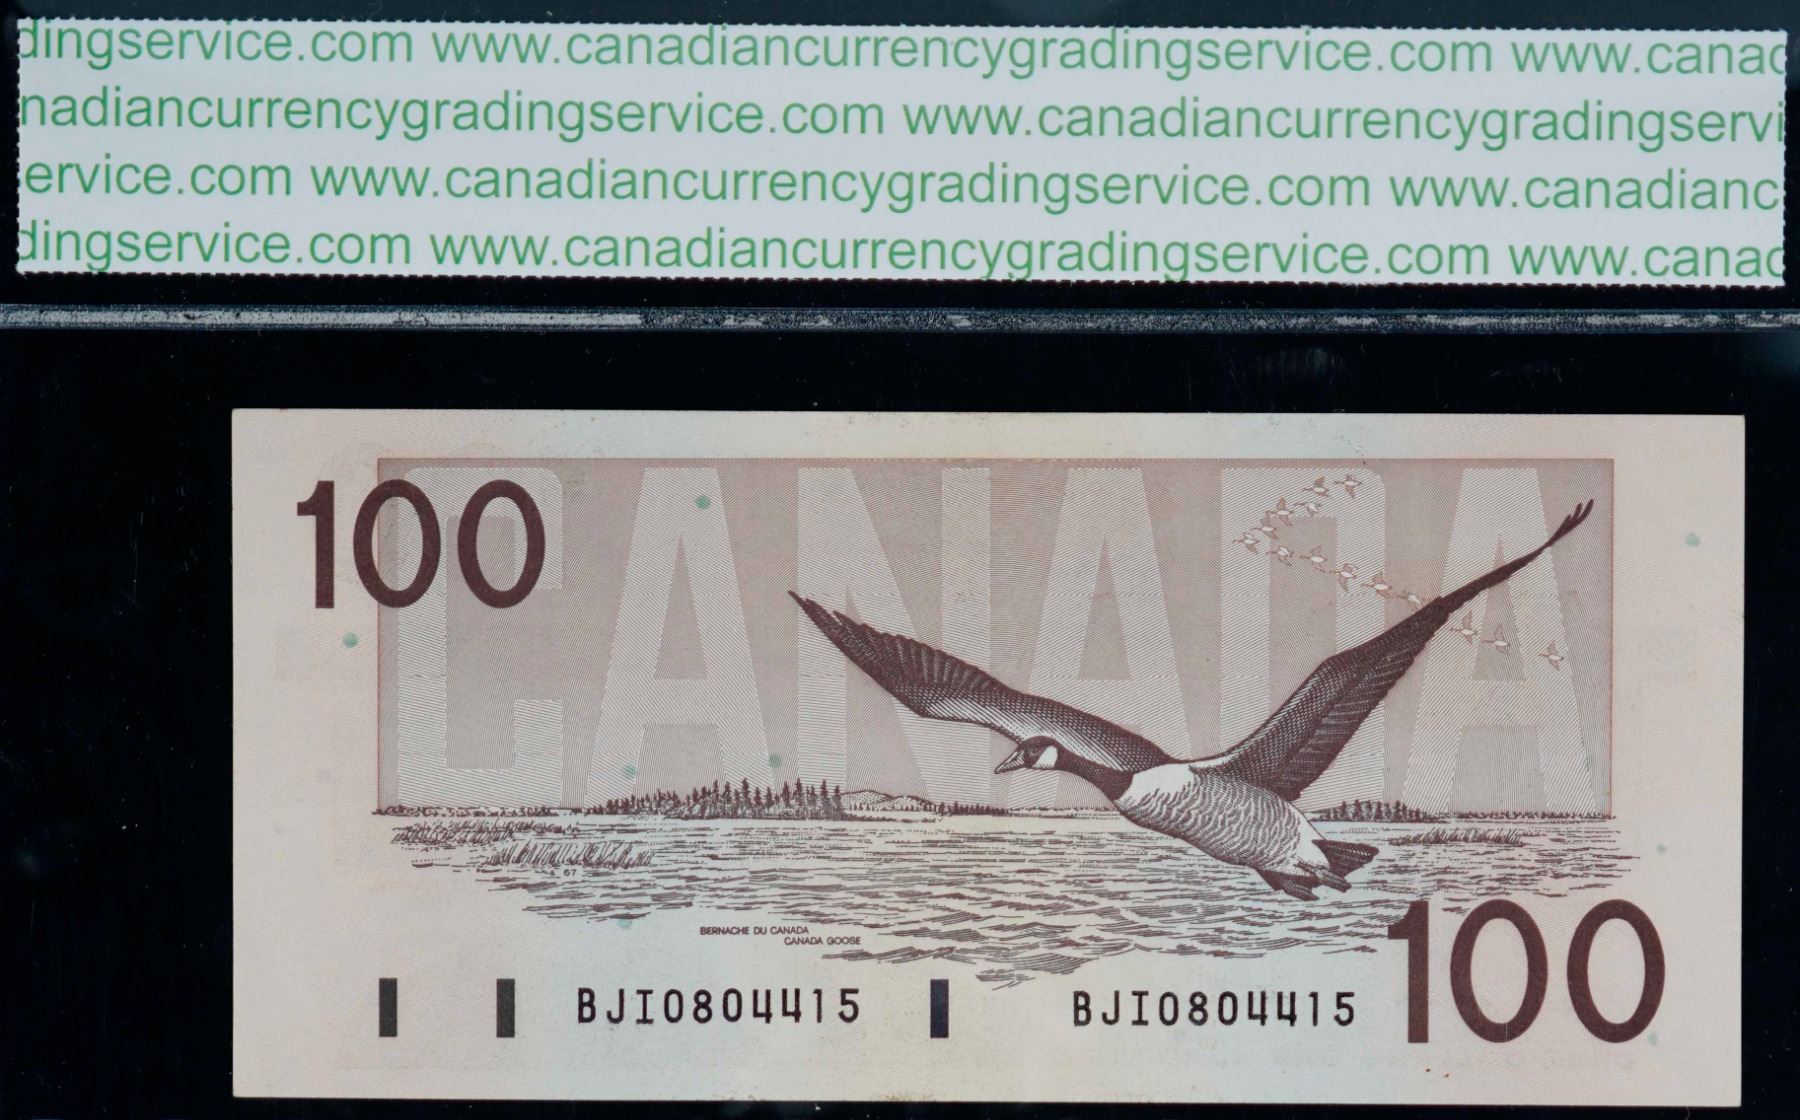 dingservice.com www.canadiancurrencygradingservice.com www.canad
nadiancurrencygradingservice.com www.canadiancurrencygradingservi
ervice.com www.canadiancurrencygradingservice.com www.canadianc
dingservice.com www.canadiancurrencygradingservice.com www.canad
CANADA
100
67
BERNACHE DU CANADA
CANADA GOOSE
100
BJI0804415 BJI0804415